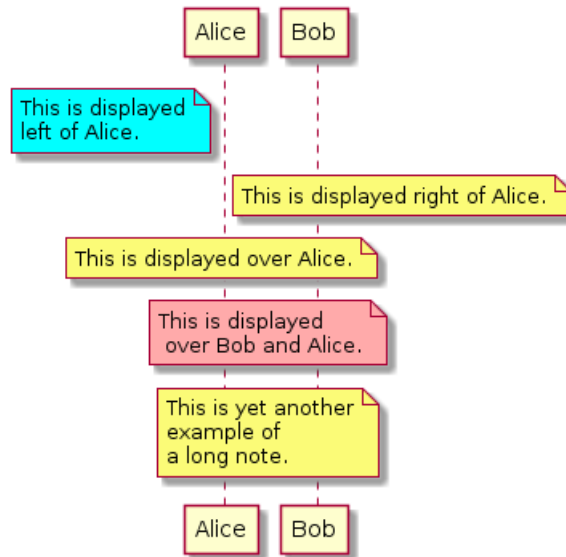 Alice Bob
This is displayed
left of Alice.
This is displayed right of Alice.
This is displayed over Alice.
This is displayed
over Bob and Alice.
This is yet another
example of
a long note.
Alice Bob